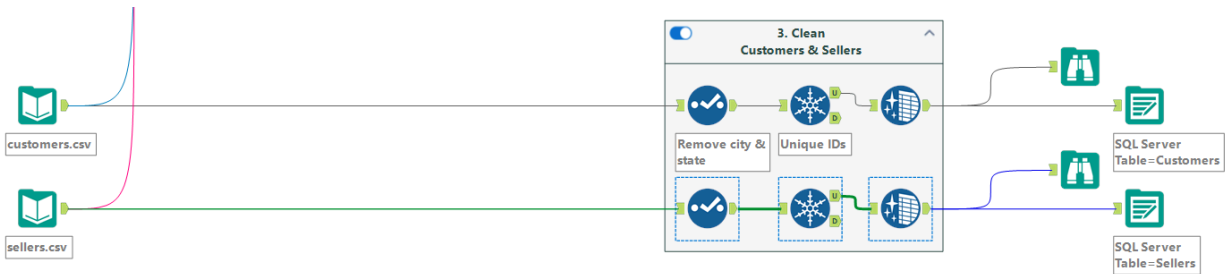 3. Clean
Customers & Sellers
customers.csv
U
D
Remove city &
state
Unique IDs
SQL Server
Table=Customers
sellers.csv
U
D
SQL Server
Table=Sellers